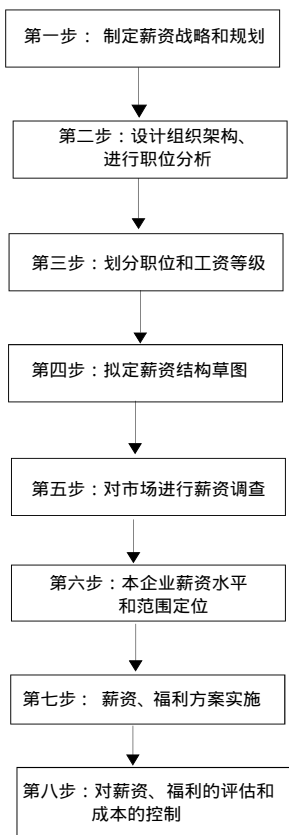 第一步： 制定薪资战略和规划
第二步：设计组织架构、
进行职位分析
第三步：划分职位和工资等级
第四步：拟定薪资结构草图
第五步：对市场进行薪资调查
第六步：本企业薪资水平
和范围定位
第七步： 薪资、福利方案实施
第八步：对薪资、福利的评估和
成本的控制